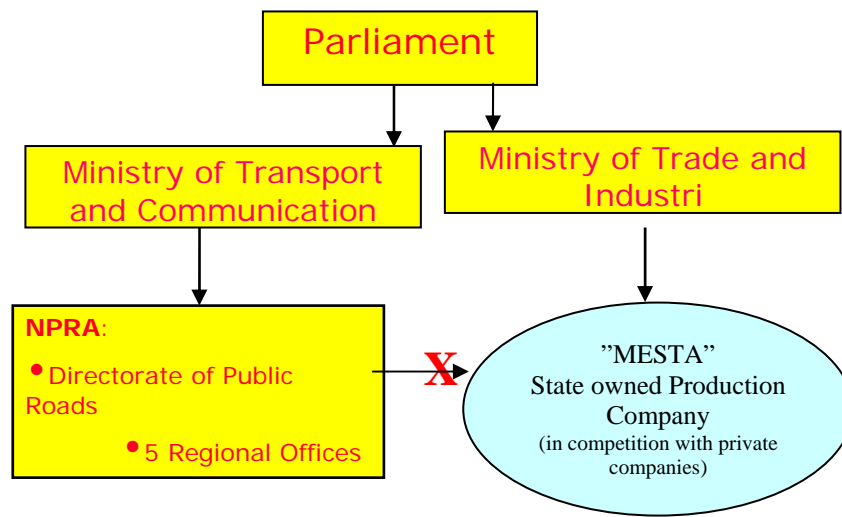 Parliament
Ministry of Transport
and Communication
Ministry of Trade and
Industri
NPRA:
•Directorate of Public
Roads
•5 Regional Offices
X
”MESTA”
State owned Production
Company
(in competition with private
companies)